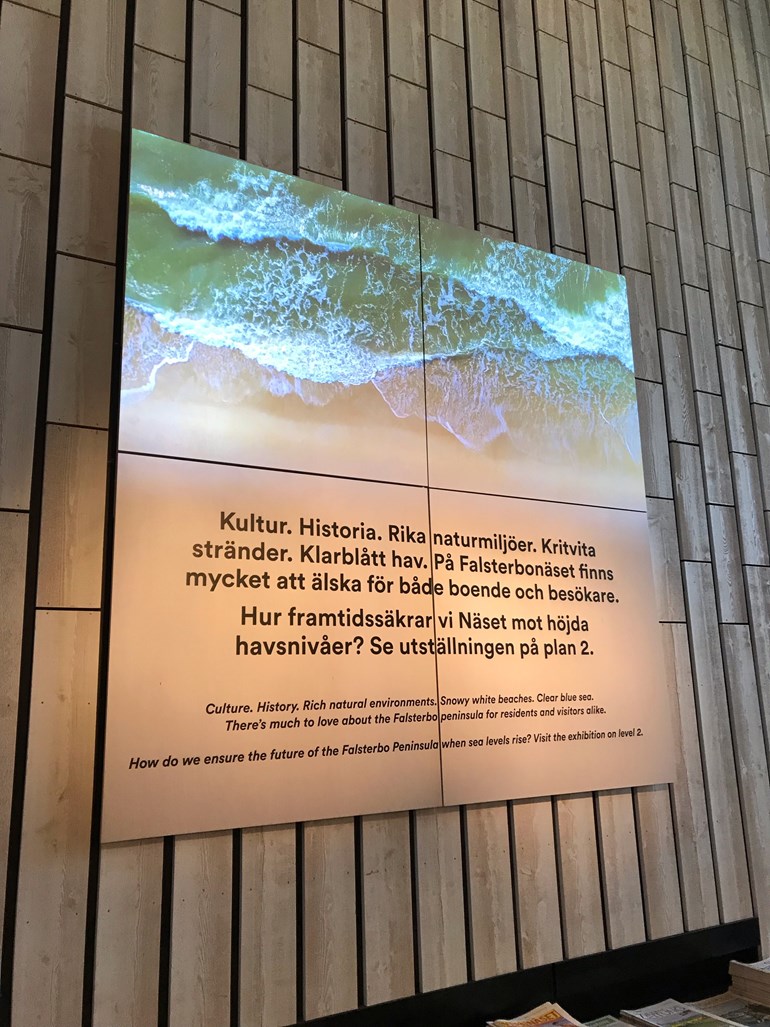 Kultur. Historia. Rika naturmiljöer. Kritvita
stränder. Klarblått hav. På Falsterbonäset finns
mycket att älska för både boende och besökare.
Hur framtidssäkrar vi Näset mot höjda
havsnivåer? Se utställningen på plan 2.
Culture. History. Rich natural environments. Snowy white beaches. Clear blue sea.
There's much to love about the Falsterbo peninsula for residents and visitors alike.
How do we ensure the future of the Falsterbo Peninsula when sea levels rise? Visit the exhibition on level 2.